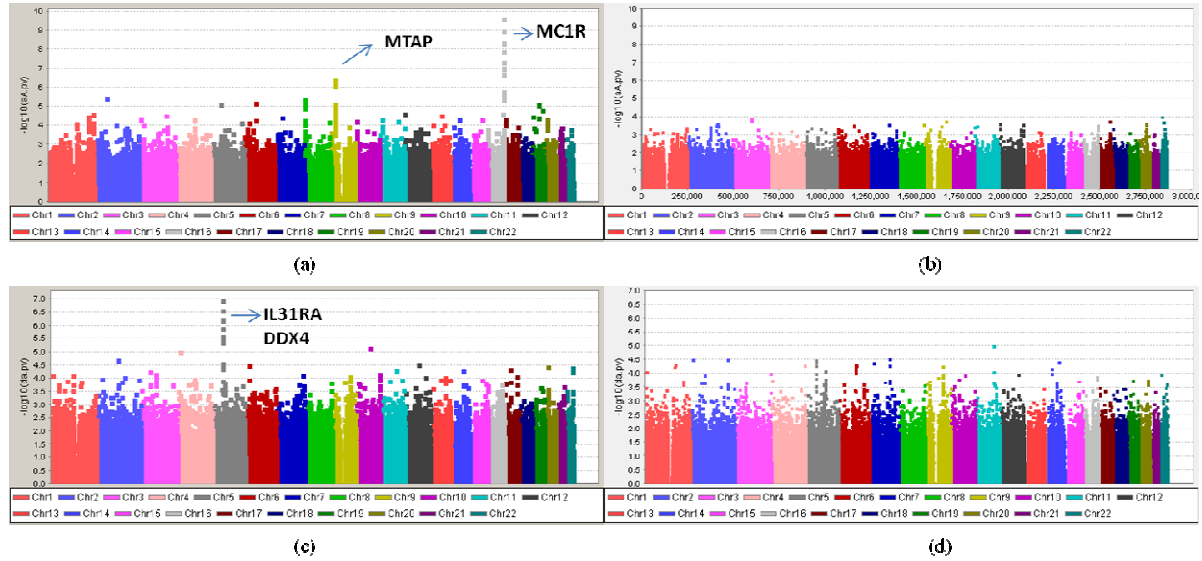 10
9
8
7
6
5
4
3
2
1
0
-log10(aA.pv)
MTAP
MC1R
Chr1 Chr2 Chr3 Chr4 Chr5 Chr6 Chr7 Chr8 Chr9 Chr10 Chr11 Chr12
Chr13 Chr14 Chr15 Chr16 Chr17 Chr18 Chr19 Chr20 Chr21 Chr22
(a)
10
9
8
7
6
5
4
3
2
1
0
-log10(aA.pv)
0 250,000 500,000 750,000 1,000,000 1,250,000 1,500,000 1,750,000 2,000,000 2,250,000 2,500,000 2,750,000 3,000,0
Chr1 Chr2 Chr3 Chr4 Chr5 Chr6 Chr7 Chr8 Chr9 Chr10 Chr11 Chr12
Chr13 Chr14 Chr15 Chr16 Chr17 Chr18 Chr19 Chr20 Chr21 Chr22
(b)
7.0
6.5
6.0
5.5
5.0
4.5
4.0
3.5
3.0
2.5
2.0
1.5
1.0
0.5
0.0
IL31RA
DDX4
Chr1 Chr2 Chr3 Chr4 Chr5 Chr6 Chr7 Chr8 Chr9 Chr10 Chr11 Chr12
Chr13 Chr14 Chr15 Chr16 Chr17 Chr18 Chr19 Chr20 Chr21 Chr22
(c)
7.0
6.5
6.0
5.5
5.0
4.5
4.0
3.5
3.0
2.5
2.0
1.5
1.0
0.5
0.0
Chr1 Chr2 Chr3 Chr4 Chr5 Chr6 Chr7 Chr8 Chr9 Chr10 Chr11 Chr12
Chr13 Chr14 Chr15 Chr16 Chr17 Chr18 Chr19 Chr20 Chr21 Chr22
(d)